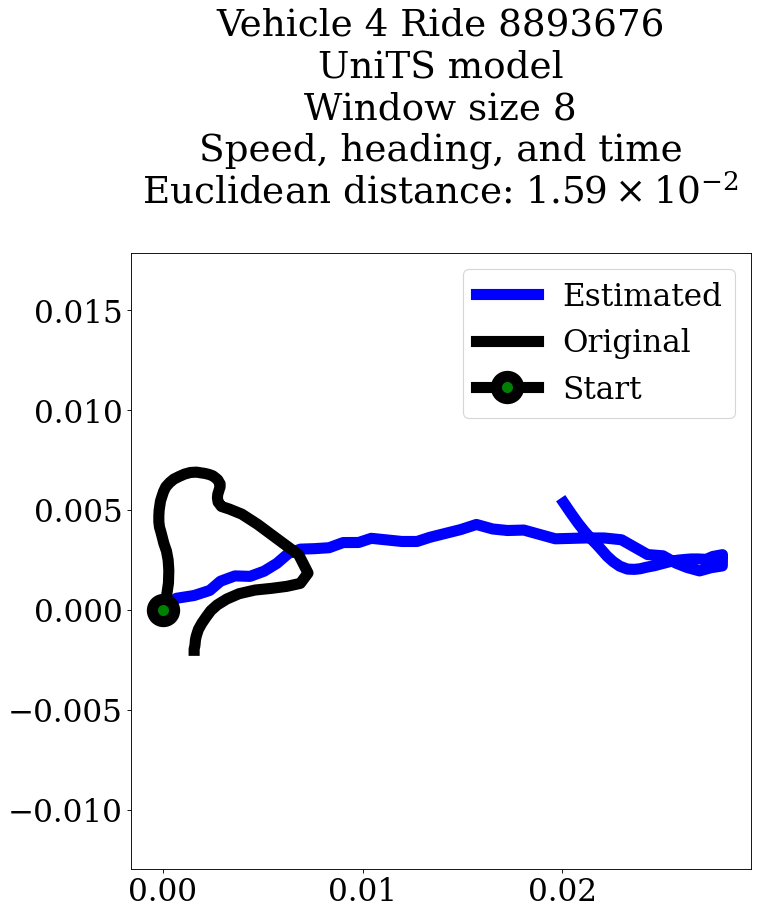 Vehicle 4 Ride 8893676
UniTS model
Window size 8
Speed, heading, and time
Euclidean distance: 1.59 × 10⁻²
Estimated
Original
Start
0.015
0.010
0.005
0.000
−0.005
−0.010
0.00 0.01 0.02